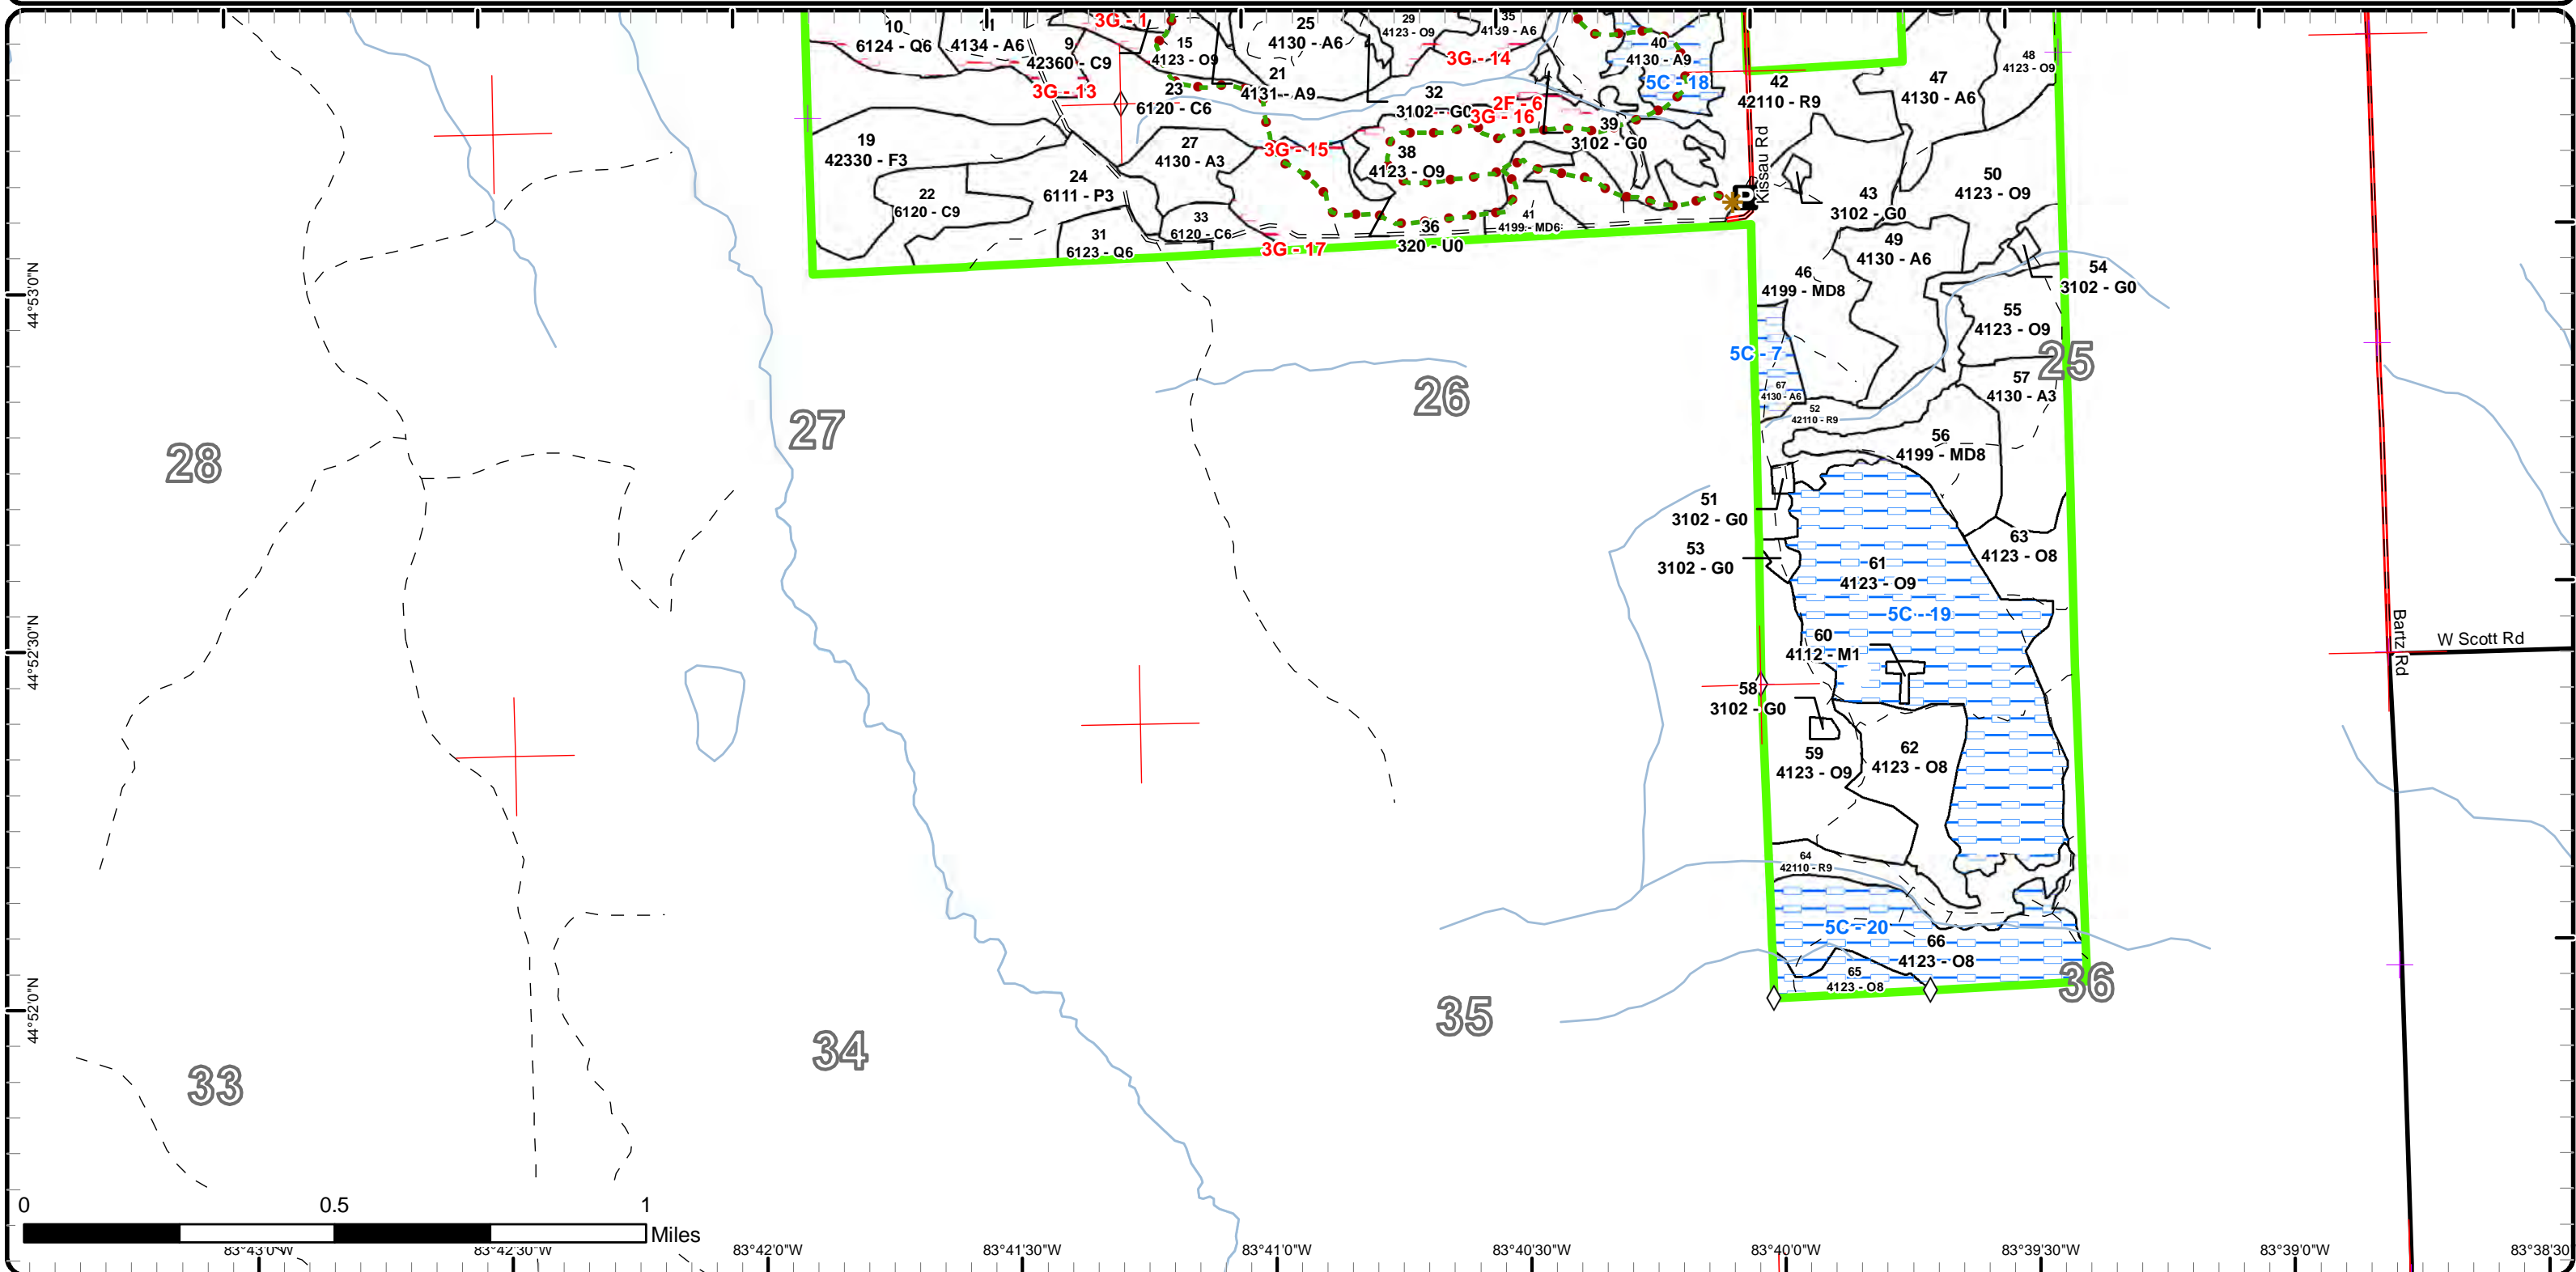 10
6124 - Q6
11
4134 - A6
9
42360 - C9
3G - 1
15
4123 - O9
25
4130 - A6
29
4123 - O9
35
4139 - A6
3G - 14
40
4130 - A9
5C - 18
48
4123 - O9
47
4130 - A6
42
42110 - R9
3G - 13
23
6120 - C6
21
4131 - A9
32
3102 - G0
2F - 6
3G - 16
39
3102 - G0
Kissau Rd
19
42330 - F3
27
4130 - A3
3G - 15
38
4123 - O9
24
6111 - P3
22
6120 - C9
33
6120 - C6
31
6123 - Q6
3G - 17
36
320 - U0
41
4199 - MD6
P
43
3102 - G0
50
4123 - O9
49
4130 - A6
46
4199 - MD8
54
3102 - G0
55
4123 - O9
25
57
4130 - A3
5C - 7
67
4130 - A6
52
42110 - R9
56
4199 - MD8
26
27
28
51
3102 - G0
53
3102 - G0
63
4123 - O8
61
4123 - O9
5C - 19
60
4112 - M1
58
3102 - G0
59
4123 - O9
62
4123 - O8
Bartz Rd
W Scott Rd
64
42110 - R9
5C - 20
66
4123 - O8
65
4123 - O8
36
35
34
33
44°53'0"N
44°52'30"N
44°52'0"N
0 0.5 1
Miles
83°43'0"W 83°42'30"W 83°42'0"W 83°41'30"W 83°41'0"W 83°40'30"W 83°40'0"W 83°39'30"W 83°39'0"W 83°38'30